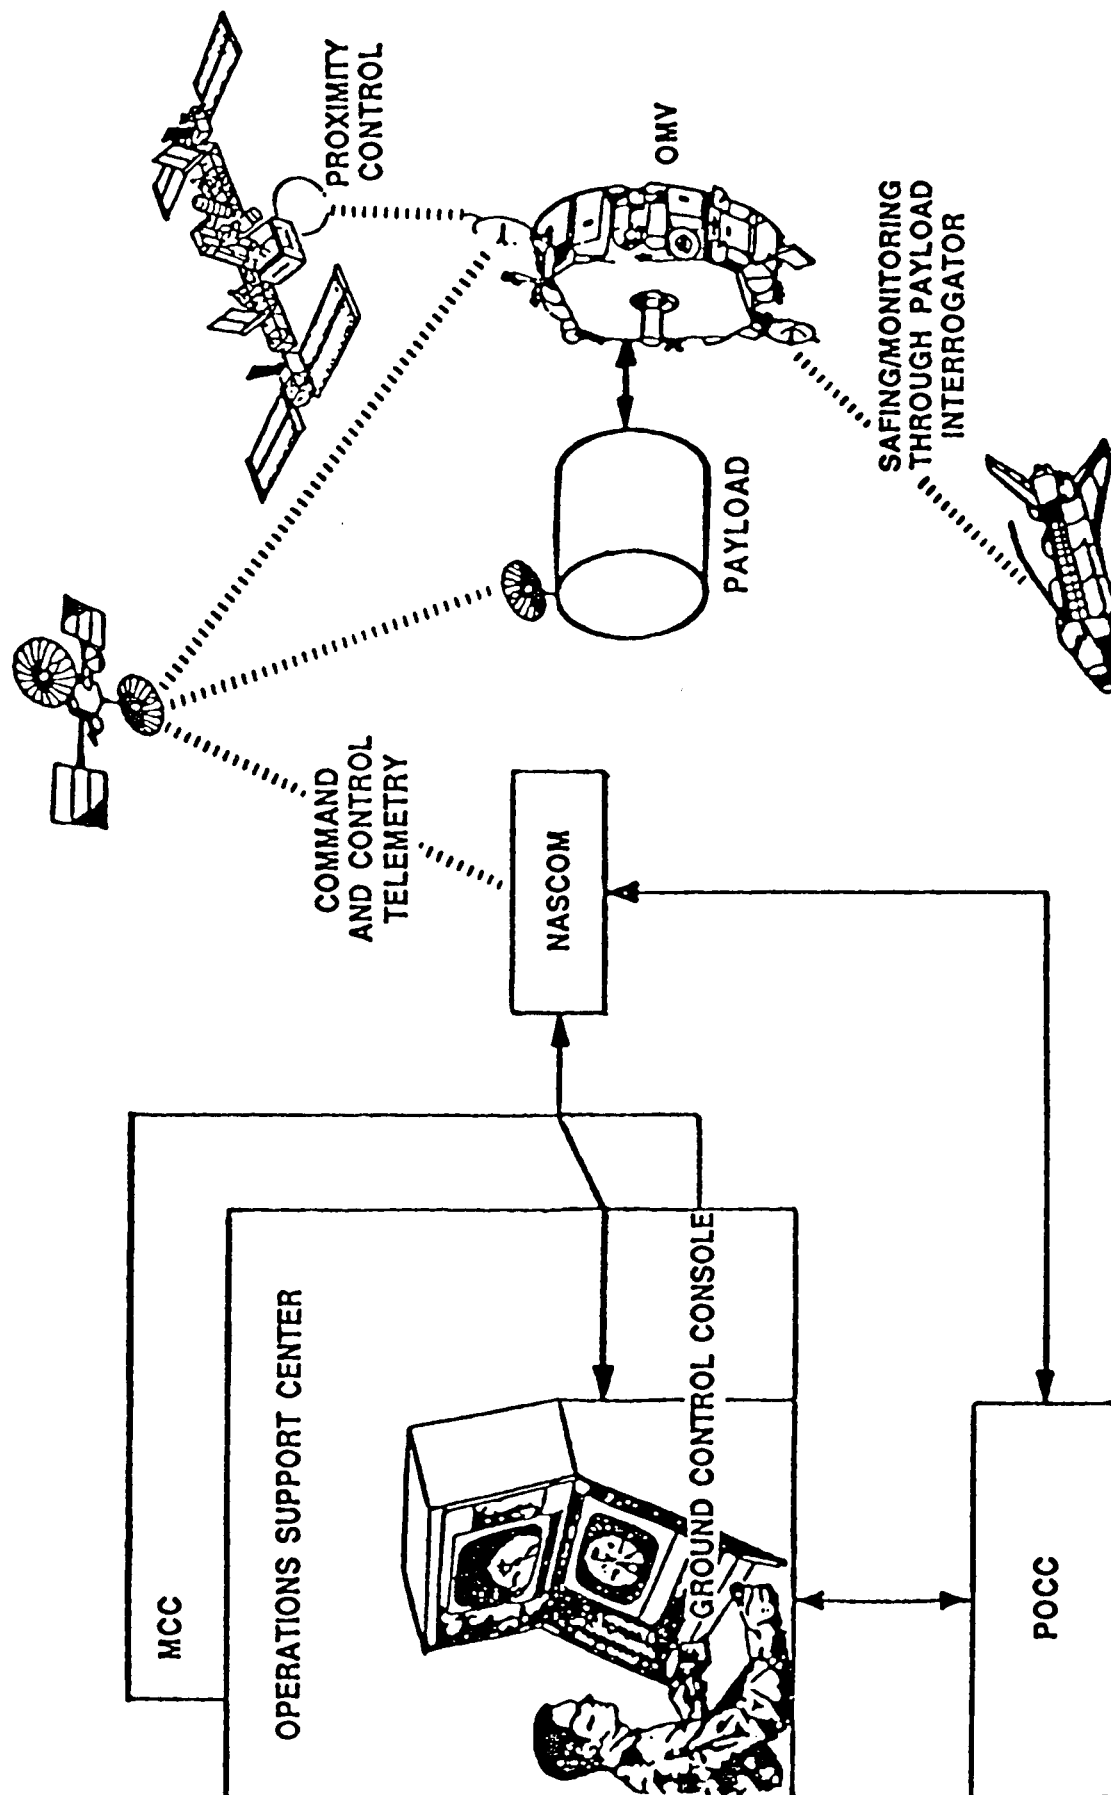 MCC
OPERATIONS SUPPORT CENTER
GROUND CONTROL CONSOLE
POCC
NASCOM
COMMAND
AND CONTROL
TELEMETRY
PAYLOAD
PROXIMITY
CONTROL
OMV
SAFING/MONITORING
THROUGH PAYLOAD
INTERROGATOR